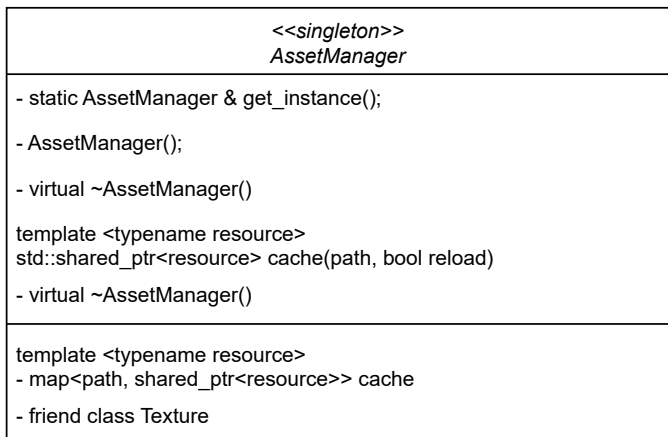 <<singleton>>
AssetManager
- static AssetManager & get_instance();
- AssetManager();
- virtual ~AssetManager()
template <typename resource>
std::shared_ptr<resource> cache(path, bool reload)
- virtual ~AssetManager()
template <typename resource>
- map<path, shared_ptr<resource>> cache
- friend class Texture